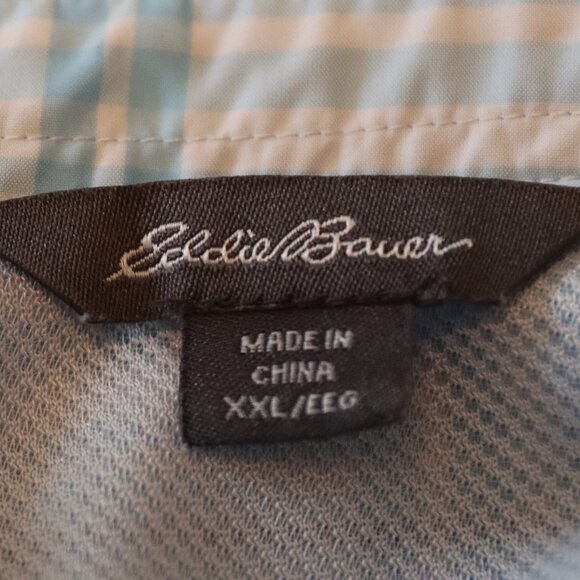 Eddie Bauer
MADE IN
CHINA
XXL/EEG